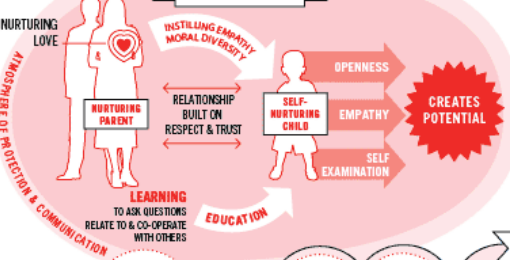 NURTURING
LOVE
INSTILLING EMPATHY
MORAL DIVERSITY
ATMOSPHERE OF PROTECTION & COMMUNICATION
NURTURING
PARENT
RELATIONSHIP
BUILT ON
RESPECT & TRUST
SELF-
NURTURING
CHILD
OPENNESS
EMPATHY
SELF
EXAMINATION
CREATES
POTENTIAL
LEARNING
TO ASK QUESTIONS
RELATE TO & CO-OPERATE
WITH OTHERS
EDUCATION